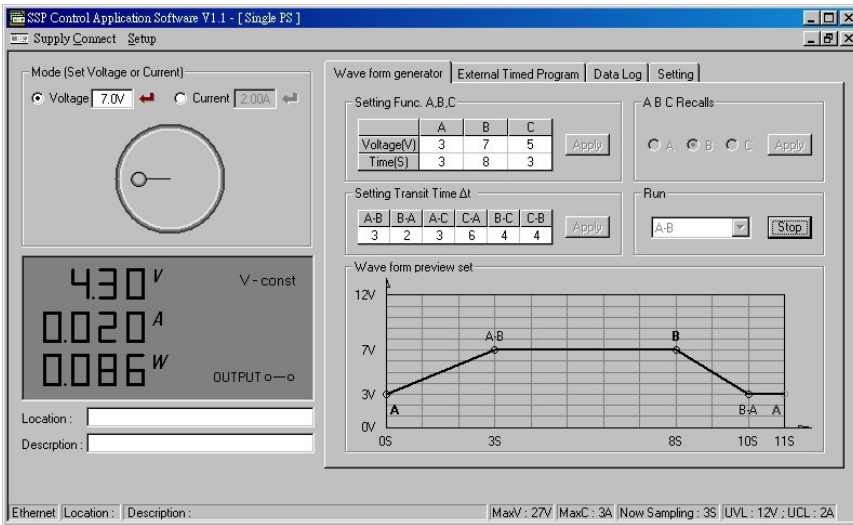 SSP Control Application Software V1.1 - [ Single PS ]
Supply Connect Setup
Mode (Set Voltage or Current)
Voltage 7.0V Current 2.00A
4.30 V V-const
0.020 A
0.086 W OUTPUT
Location :
Descrption :
Wave form generator External Timed Program Data Log Setting
Setting Func. A,B,C
A B C
Voltage(V) 3 7 5
Time(S) 3 8 3
Apply
A B C Recalls
A B C Apply
Setting Transit Time Δt
A-B B-A A-C C-A B-C C-B
3 2 3 6 4 4
Apply
Run
A-B Stop
Wave form preview set
12V
A-B B
7V
3V
A B-A A
0V
0S 3S 8S 10S 11S
Ethernet Location : Description : MaxV : 27V MaxC : 3A Now Sampling : 3S UVL : 12V ; UCL : 2A